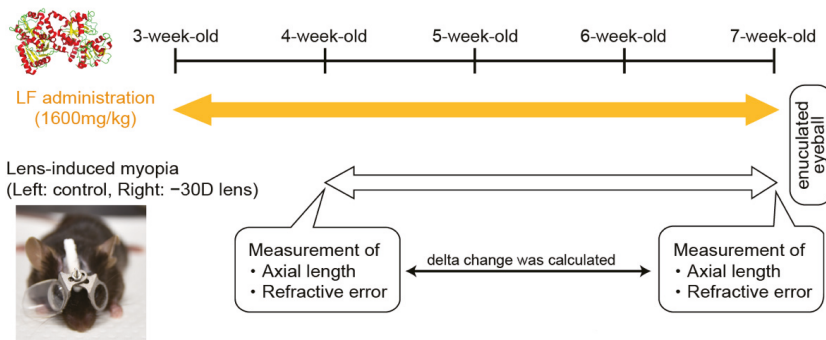 3-week-old 4-week-old 5-week-old 6-week-old 7-week-old
LF administration
(1600mg/kg)
enuculated
eyeball
Lens-induced myopia
(Left: control, Right: −30D lens)
Measurement of
・Axial length
・Refractive error
delta change was calculated
Measurement of
・Axial length
・Refractive error